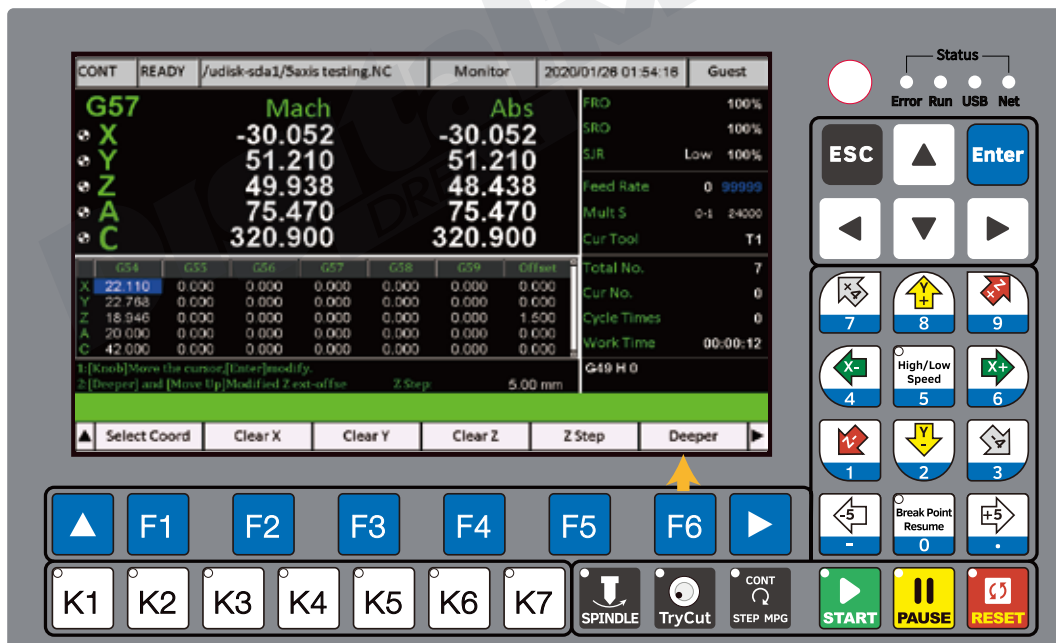 CONT READY /udisk-sda1/5axis testing.NC Monitor 2020/01/26 01:54:16 Guest
G57 Mach Abs
X -30.052 -30.052
Y 51.210 51.210
Z 49.938 48.438
A 75.470 75.470
C 320.900 320.900
FRO 100%
SRO 100%
SJR Low 100%
Feed Rate 0 99999
Mult S 0-1 24000
Cur Tool T1
Total No. 7
Cur No. 0
Cycle Times 0
Work Time 00:00:12
G49 H 0
G54 G55 G56 G57 G58 G59 Offset
X 22.110 0.000 0.000 0.000 0.000 0.000 0.000
Y 22.768 0.000 0.000 0.000 0.000 0.000 0.000
Z 18.946 0.000 0.000 0.000 0.000 0.000 1.500
A 20.000 0.000 0.000 0.000 0.000 0.000 0.000
C 42.000 0.000 0.000 0.000 0.000 0.000 0.000
1:[Knob]Move the cursor,[Enter]modify.
2:[Deeper] and [Move Up]Modified Z ext-offse Z Step: 5.00 mm
Select Coord Clear X Clear Y Clear Z Z Step Deeper
F1 F2 F3 F4 F5 F6
K1 K2 K3 K4 K5 K6 K7
SPINDLE TryCut CONT
STEP MPG
Status
Error Run USB Net
ESC Enter
7 Y+ 8 9
X- 4 High/Low
Speed
5 X+ 6
Z- 1 Y- 2 3
-5 - Break Point
Resume
0 +5 .
START PAUSE RESET